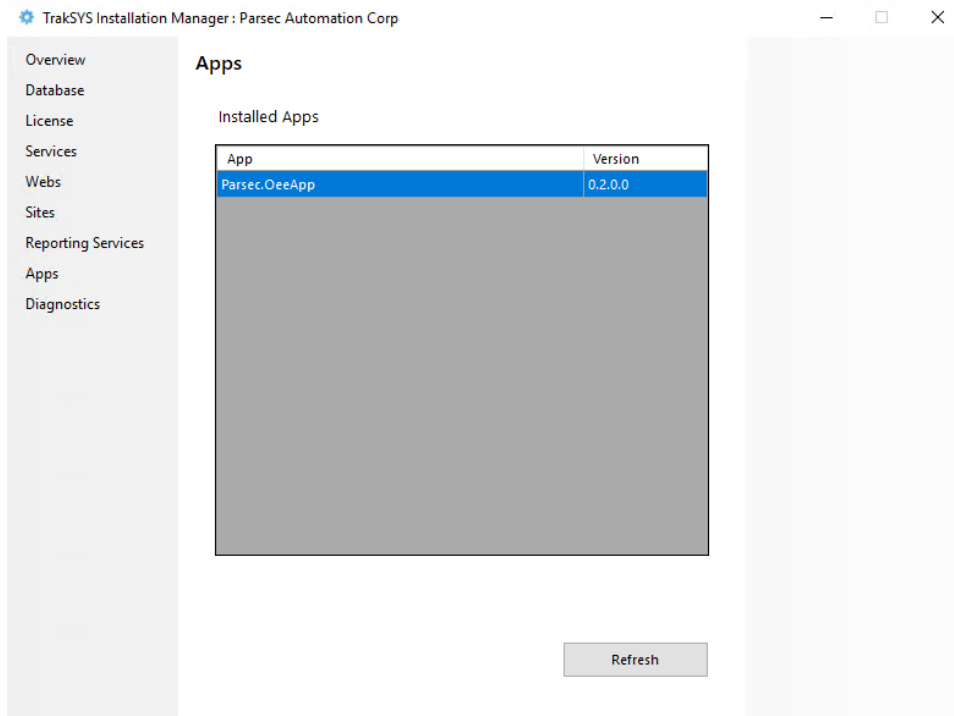 TrakSYS Installation Manager : Parsec Automation Corp
Overview
Database
License
Services
Webs
Sites
Reporting Services
Apps
Diagnostics
Apps
Installed Apps
App Version
Parsec.OeeApp 0.2.0.0
Refresh